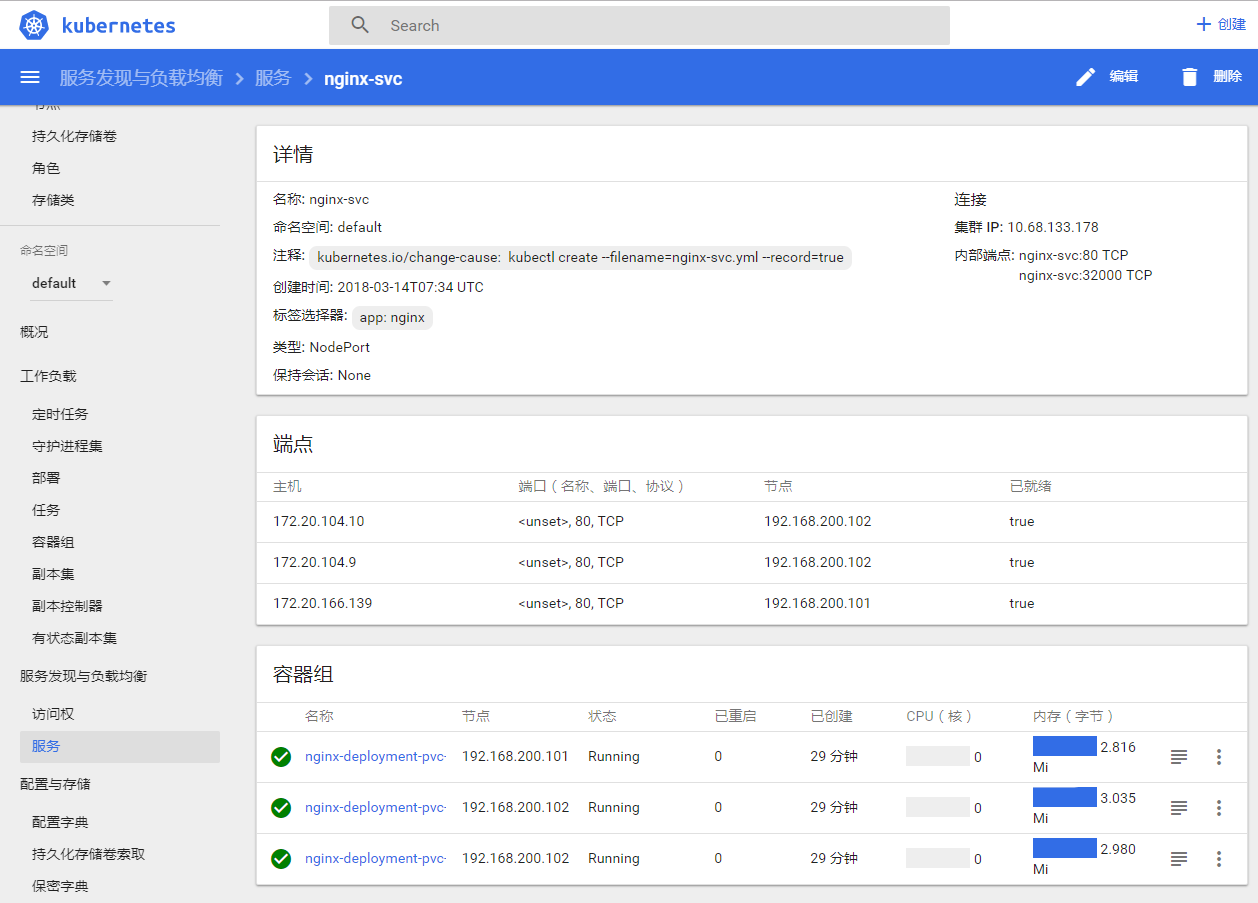 kubernetes
Search
创建
服务发现与负载均衡 服务 nginx-svc
编辑 删除
持久化存储卷
角色
存储类
命名空间
default
概况
工作负载
定时任务
守护进程集
部署
任务
容器组
副本集
副本控制器
有状态副本集
服务发现与负载均衡
访问权
服务
配置与存储
配置字典
持久化存储卷索取
保密字典
详情
名称: nginx-svc
命名空间: default
注释: kubernetes.io/change-cause: kubectl create --filename=nginx-svc.yml --record=true
创建时间: 2018-03-14T07:34 UTC
标签选择器: app: nginx
类型: NodePort
保持会话: None
连接
集群 IP: 10.68.133.178
内部端点: nginx-svc:80 TCP
nginx-svc:32000 TCP
端点
主机 端口（名称、端口、协议） 节点 已就绪
172.20.104.10 <unset>, 80, TCP 192.168.200.102 true
172.20.104.9 <unset>, 80, TCP 192.168.200.102 true
172.20.166.139 <unset>, 80, TCP 192.168.200.101 true
容器组
名称 节点 状态 已重启 已创建 CPU（核） 内存（字节）
nginx-deployment-pvc- 192.168.200.101 Running 0 29 分钟 0 2.816
Mi
nginx-deployment-pvc- 192.168.200.102 Running 0 29 分钟 0 3.035
Mi
nginx-deployment-pvc- 192.168.200.102 Running 0 29 分钟 0 2.980
Mi